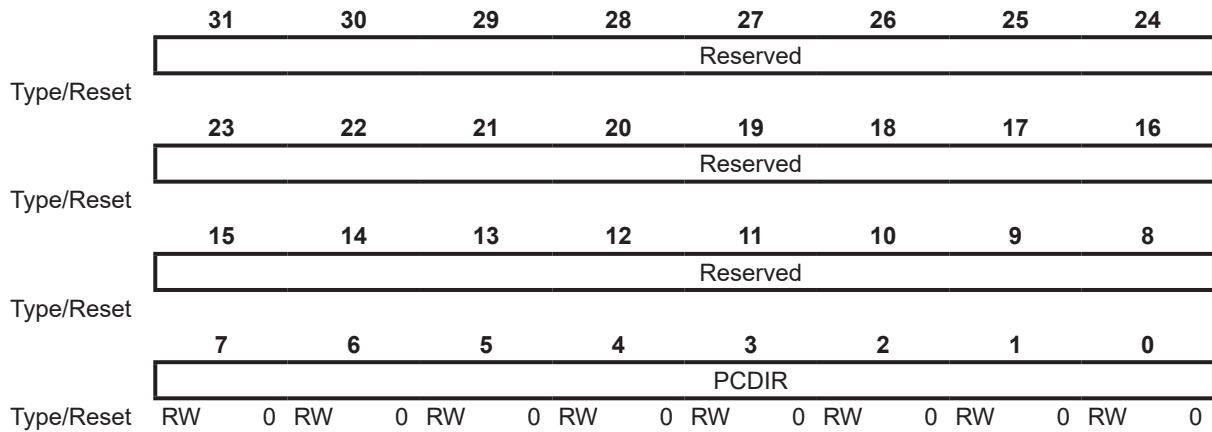 31 30 29 28 27 26 25 24
Reserved
Type/Reset
23 22 21 20 19 18 17 16
Reserved
Type/Reset
15 14 13 12 11 10 9 8
Reserved
Type/Reset
7 6 5 4 3 2 1 0
PCDIR
Type/Reset RW 0 RW 0 RW 0 RW 0 RW 0 RW 0 RW 0 RW 0